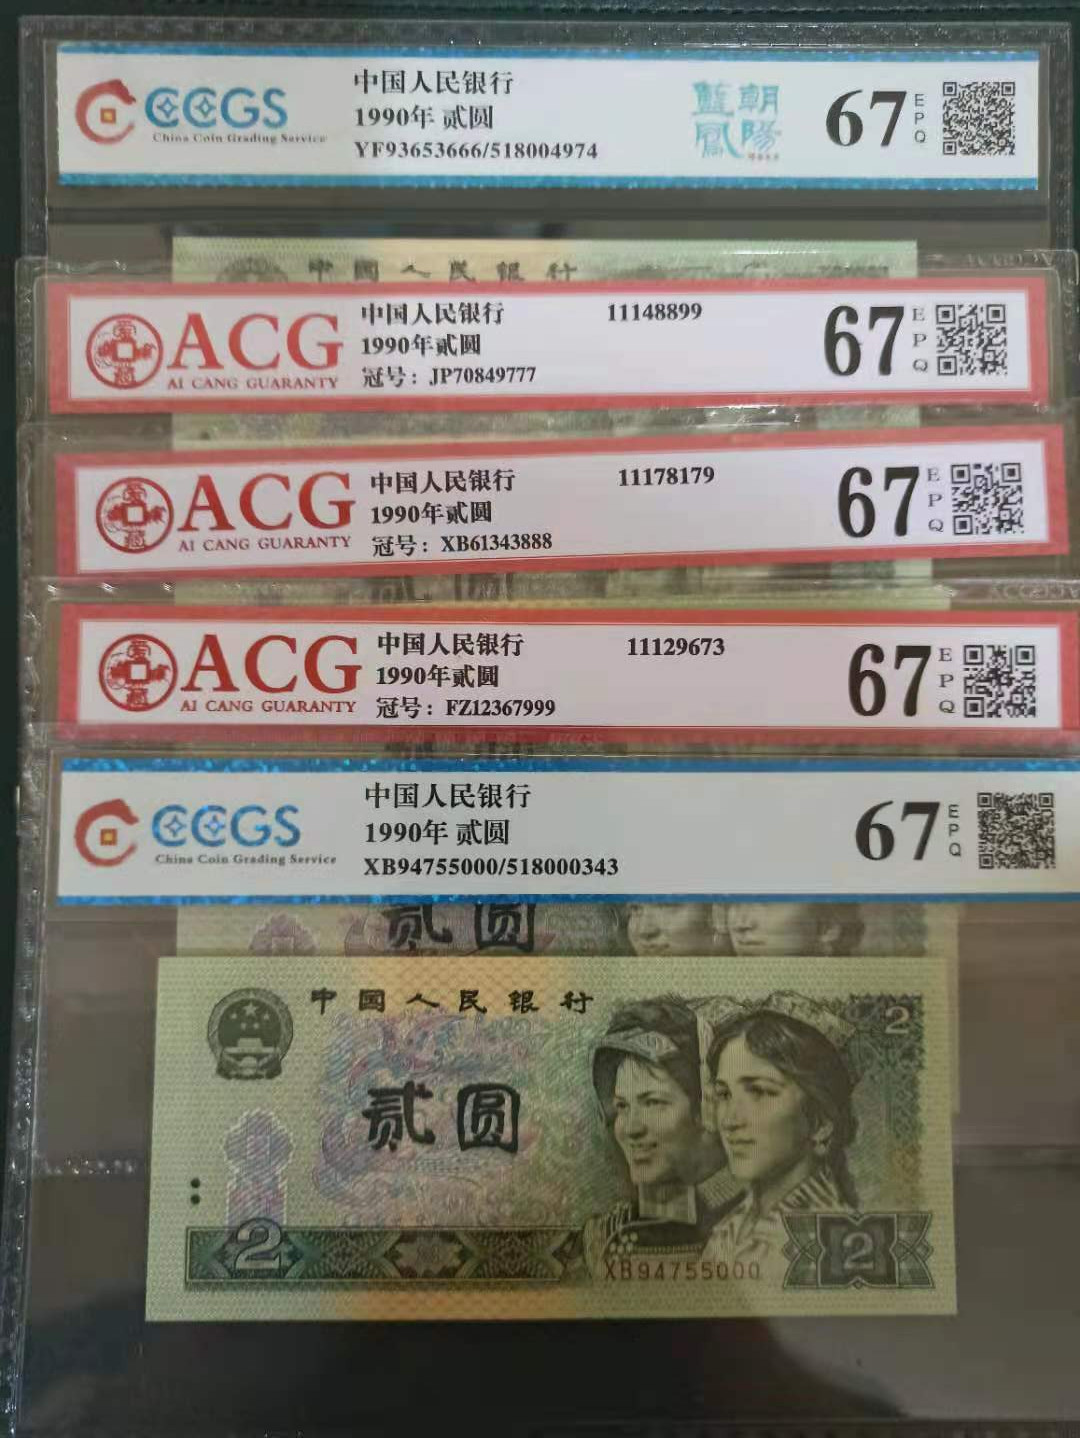 CCGS
China Coin Grading Service
中国人民银行
1990年 贰圆
YF93653666/518004974
藍鳳
朝陽
67
EPQ
中国人民银行
ACG
AI CANG GUARANTY
中国人民银行
11148899
1990年贰圆
冠号：JP70849777
67
EPQ
ACG
AI CANG GUARANTY
中国人民银行
11178179
1990年贰圆
冠号：XB61343888
67
EPQ
ACG
AI CANG GUARANTY
中国人民银行
11129673
1990年贰圆
冠号：FZ12367999
67
EPQ
CCGS
China Coin Grading Service
中国人民银行
1990年 贰圆
XB94755000/518000343
67
EPQ
贰圆
中国人民银行
2
贰圆
2
2
XB94755000